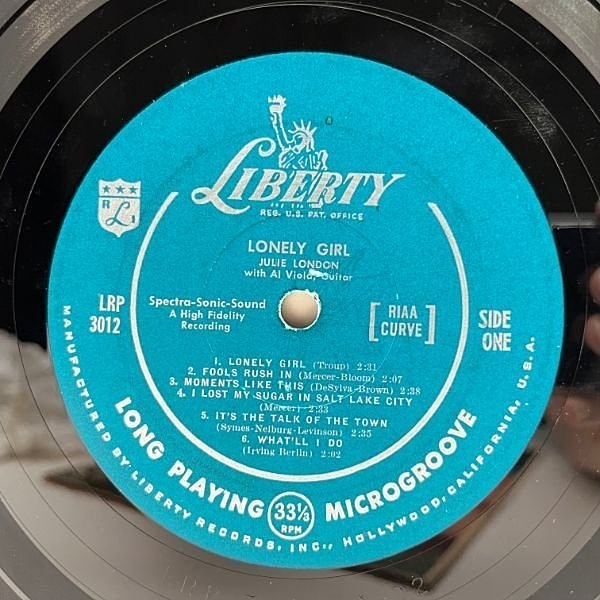 LIBERTY
REG. U.S. PAT. OFFICE
LONELY GIRL
JULIE LONDON
with Al Viola, Guitar
R L 1
LRP
3012
Spectra-Sonic-Sound
A High Fidelity
Recording
[RIAA
CURVE]
SIDE
ONE
1. LONELY GIRL (Troup) 2:31
2. FOOLS RUSH IN (Mercer-Bloom) 2:07
3. MOMENTS LIKE THIS (DeSylva-Brown) 2:38
4. I LOST MY SUGAR IN SALT LAKE CITY
(Mercer) 2:33
5. IT'S THE TALK OF THE TOWN
(Symes-Nelburg-Levinson) 2:35
6. WHAT'LL I DO
(Irving Berlin) 2:02
LONG PLAYING 33⅓ RPM MICROGROOVE
MANUFACTURED BY LIBERTY RECORDS, INC., HOLLYWOOD, CALIFORNIA, U.S.A.